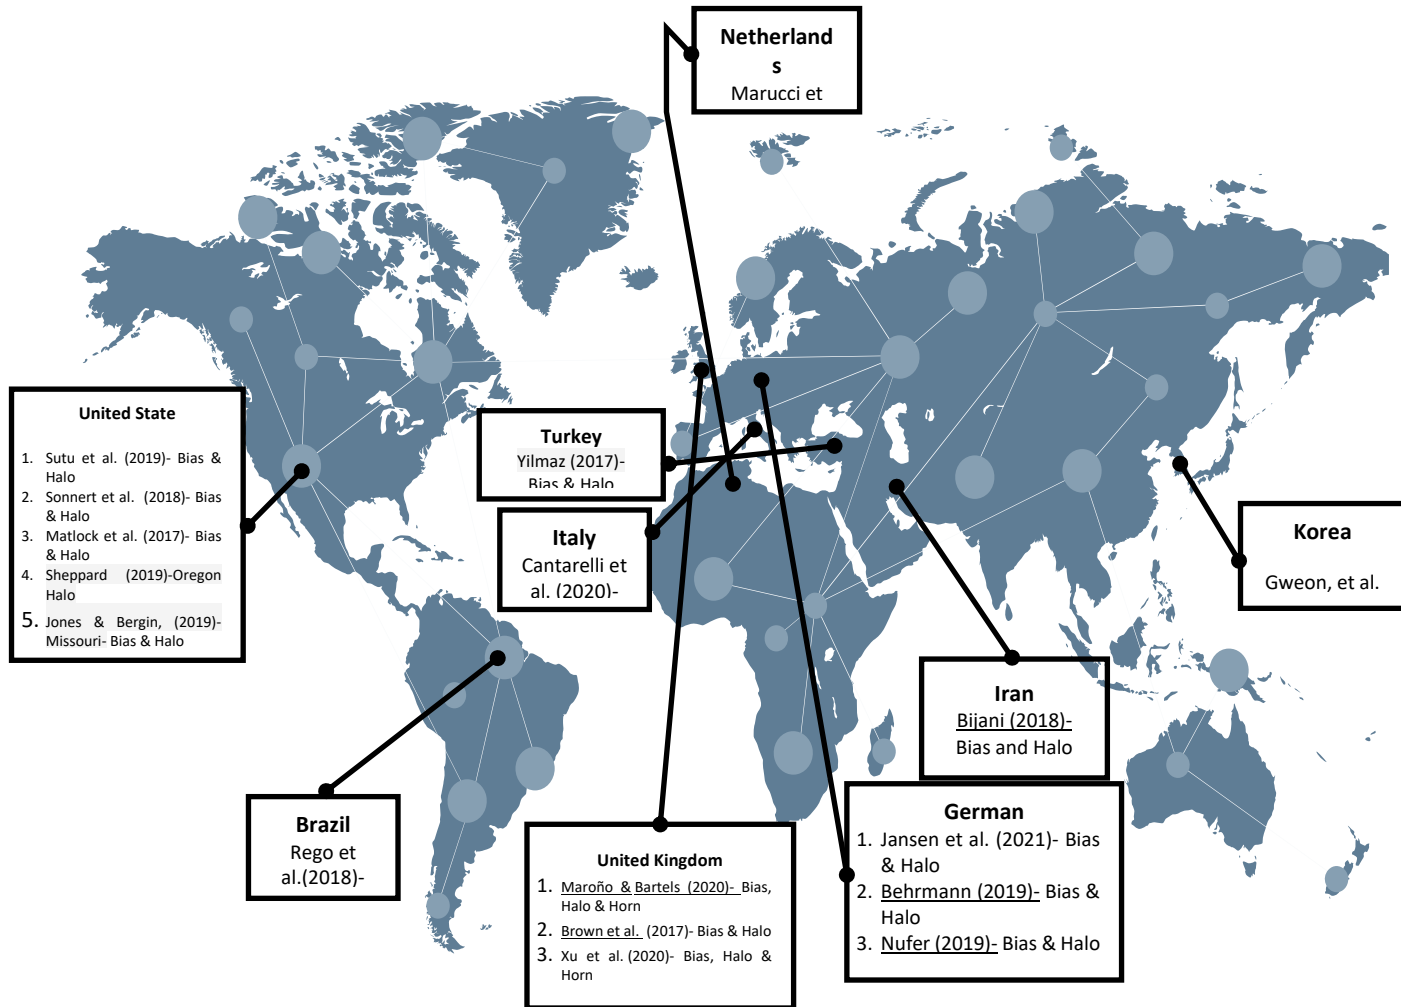 Netherland
s
Marucci et
United State
1. Sutu et al. (2019)- Bias &
Halo
2. Sonnert et al. (2018)- Bias
& Halo
3. Matlock et al. (2017)- Bias
& Halo
4. Sheppard (2019)-Oregon
Halo
5. Jones & Bergin, (2019)-
Missouri- Bias & Halo
Turkey
Yilmaz (2017)-
Bias & Halo
Italy
Cantarelli et
al. (2020)-
Korea
Gweon, et al.
Iran
Bijani (2018)-
Bias and Halo
Brazil
Rego et
al.(2018)-
United Kingdom
1. Maroño & Bartels (2020)- Bias,
Halo & Horn
2. Brown et al. (2017)- Bias & Halo
3. Xu et al. (2020)- Bias, Halo &
Horn
German
1. Jansen et al. (2021)- Bias
& Halo
2. Behrmann (2019)- Bias &
Halo
3. Nufer (2019)- Bias & Halo